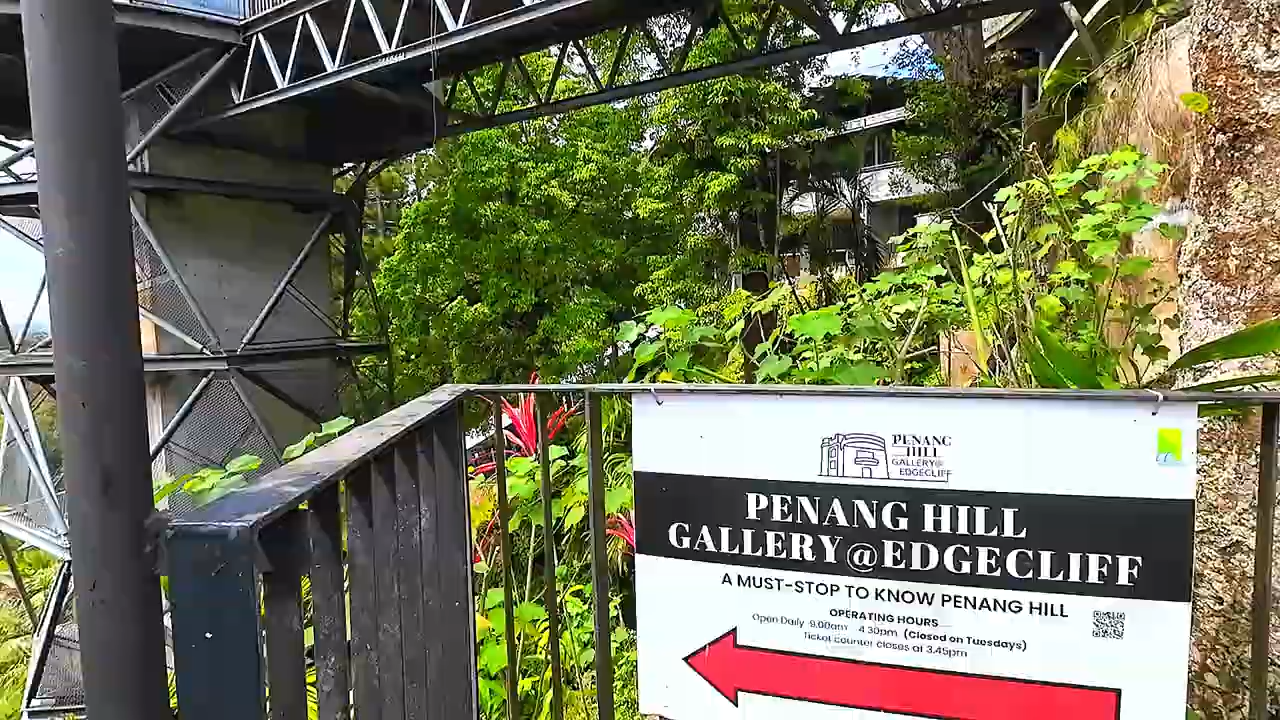 PENANG
HILL
GALLERY@
EDGECLIFF
PENANG HILL
GALLERY@EDGECLIFF
A MUST-STOP TO KNOW PENANG HILL
OPERATING HOURS
Open Daily 9.00am - 4.30pm (Closed on Tuesdays)
Ticket counter closes at 3.45pm